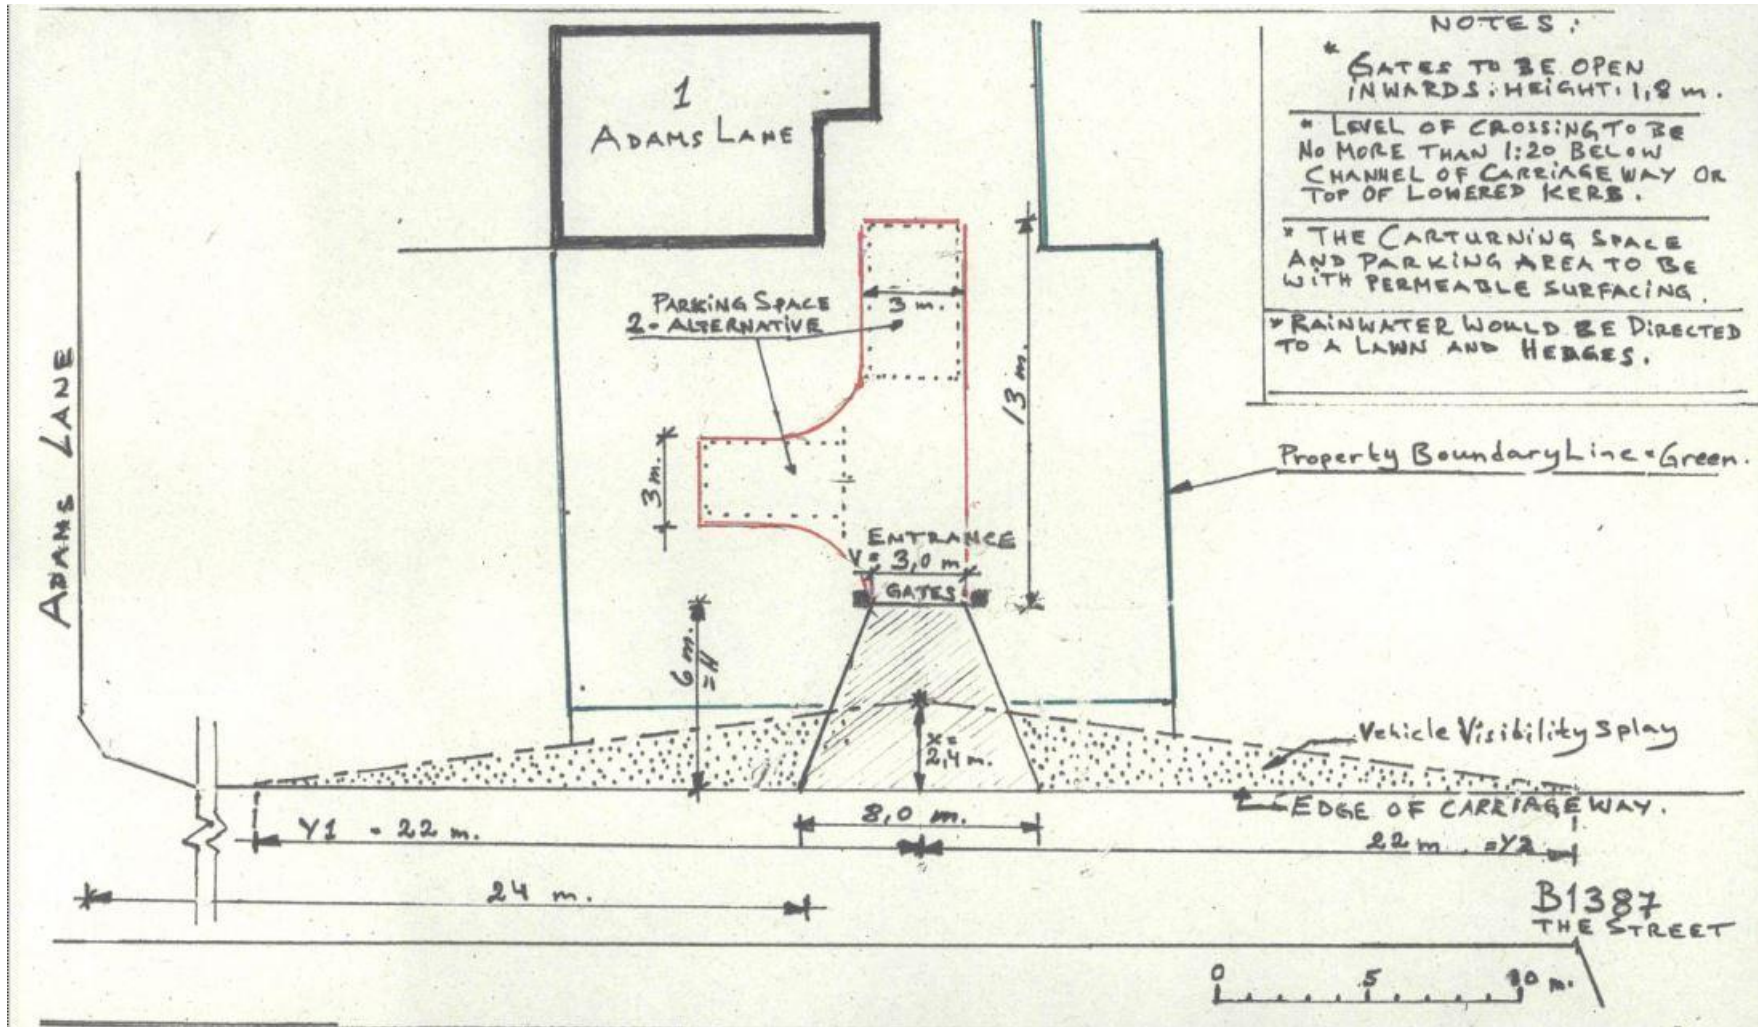 NOTES:
* GATES TO BE OPEN
INWARDS: HEIGHT: 1,8 m.
* LEVEL OF CROSSING TO BE
NO MORE THAN 1:20 BELOW
CHANNEL OF CARRIAGE WAY OR
TOP OF LOWERED KERB.
* THE CARTURNING SPACE
AND PARKING AREA TO BE
WITH PERMEABLE SURFACING.
* RAINWATER WOULD BE DIRECTED
TO A LAWN AND HEDGES.
1
ADAMS LANE
PARKING SPACE
2 - ALTERNATIVE
3 m.
13 m.
3 m.
ADAMS LANE
Property Boundary Line = Green.
ENTRANCE
V = 3,0 m
GATES
6 m.
= H
X =
2,4 m.
Vehicle Visibility Splay
EDGE OF CARRIAGE WAY.
8,0 m.
Y1 = 22 m.
22 m. = Y2
24 m.
B1387
THE STREET
0 5 10 m.